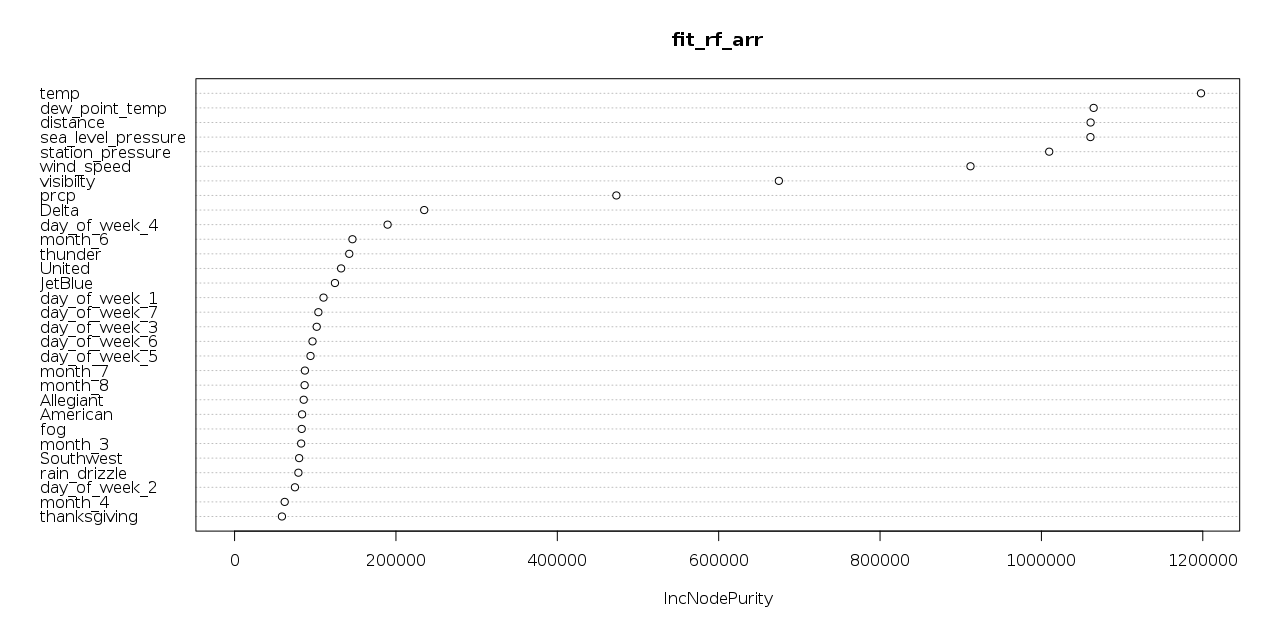 fit_rf_arr
temp
dew_point_temp
distance
sea_level_pressure
station_pressure
wind_speed
visibilty
prcp
Delta
day_of_week_4
month_6
thunder
United
JetBlue
day_of_week_1
day_of_week_7
day_of_week_3
day_of_week_6
day_of_week_5
month_7
month_8
Allegiant
American
fog
month_3
Southwest
rain_drizzle
day_of_week_2
month_4
thanksgiving
0 200000 400000 600000 800000 1000000 1200000
IncNodePurity